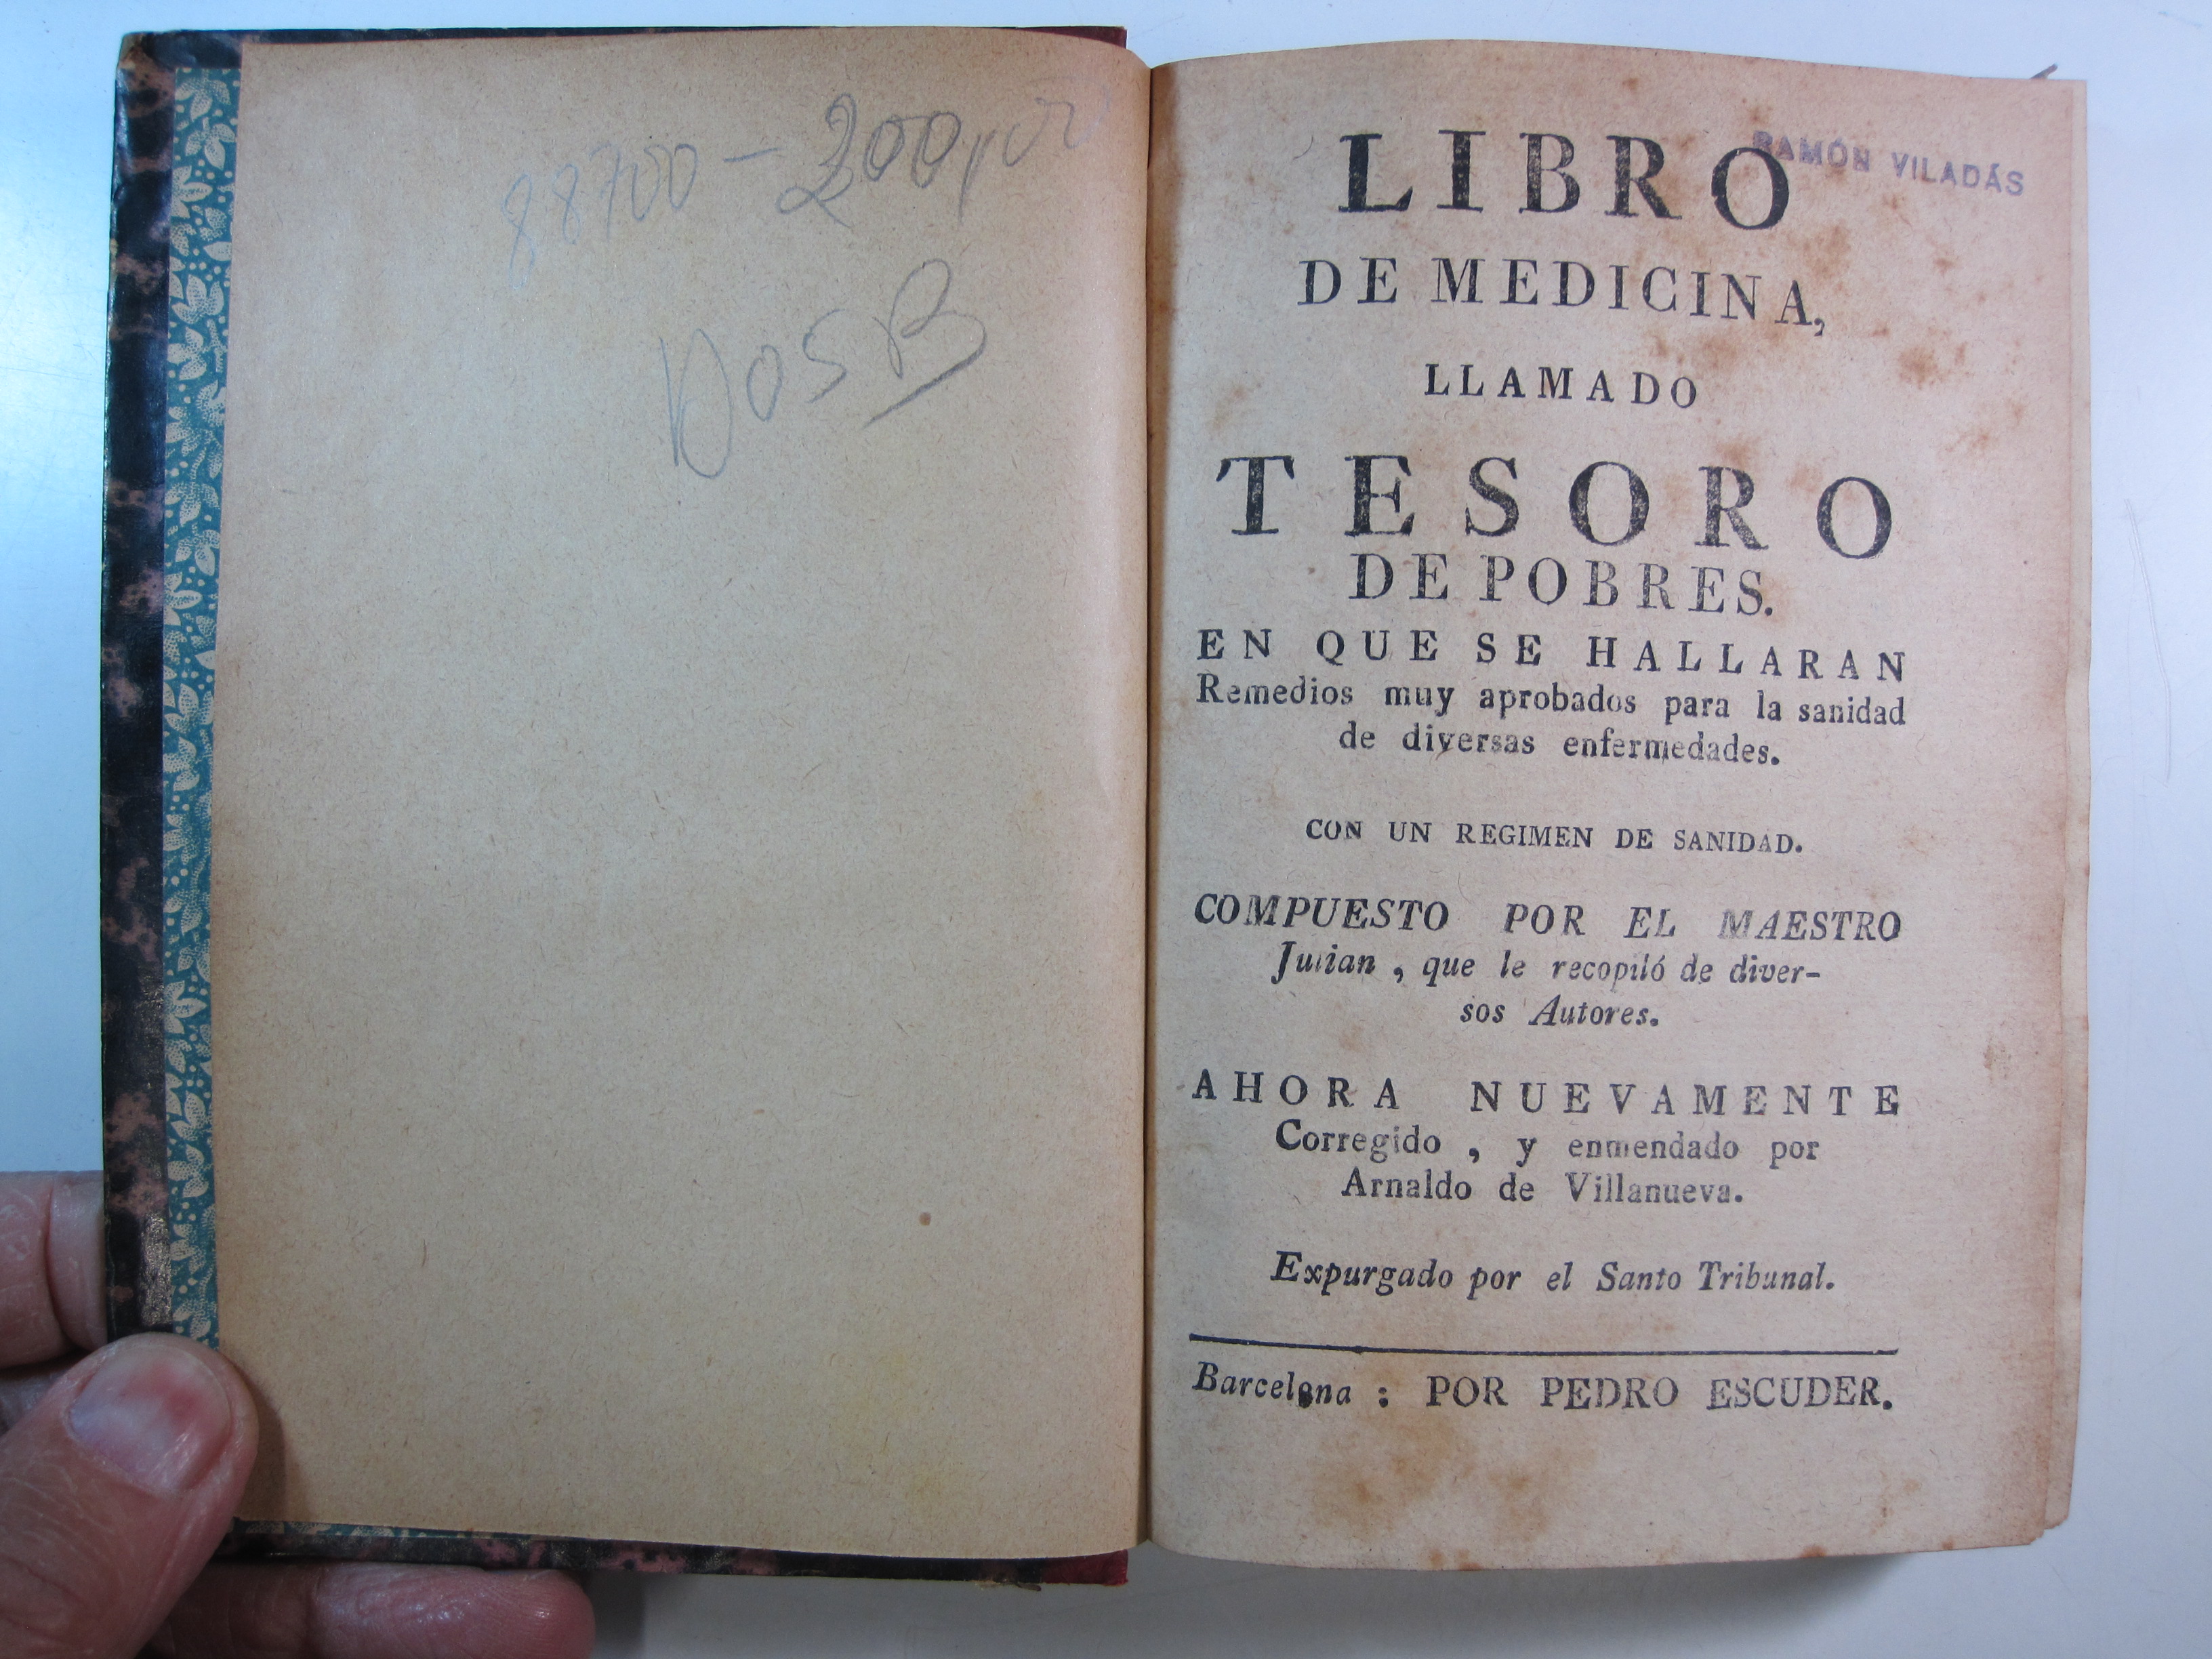 88700 - 200,00
RAMÓN VILADÁS
LIBRO
DE MEDICINA,
LLAMADO
TESORO
DE POBRES.
EN QUE SE HALLARAN
Remedios muy aprobados para la sanidad
de diversas enfermedades.
CON UN REGIMEN DE SANIDAD.
COMPUESTO POR EL MAESTRO
Julian , que le recopiló de diver-
sos Autores.
AHORA NUEVAMENTE
Corregido , y enmendado por
Arnaldo de Villanueva.
Expurgado por el Santo Tribunal.
Barcelona : POR PEDRO ESCUDER.